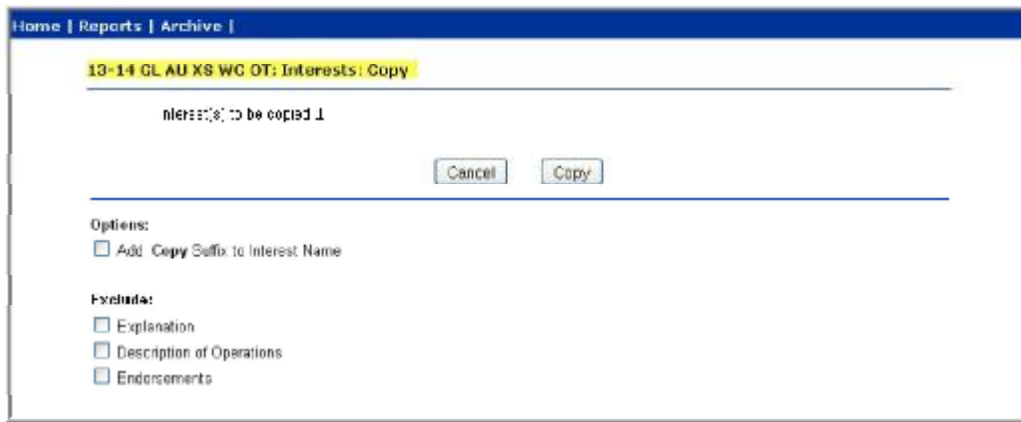 Home | Reports | Archive |
13-14 GL AU XS WC OT: Interests: Copy
nterest(s) to be copied 1
Cancel Copy
Options:
Add Copy Suffix to Interest Name
Exclude:
Explanation
Description of Operations
Endorsements